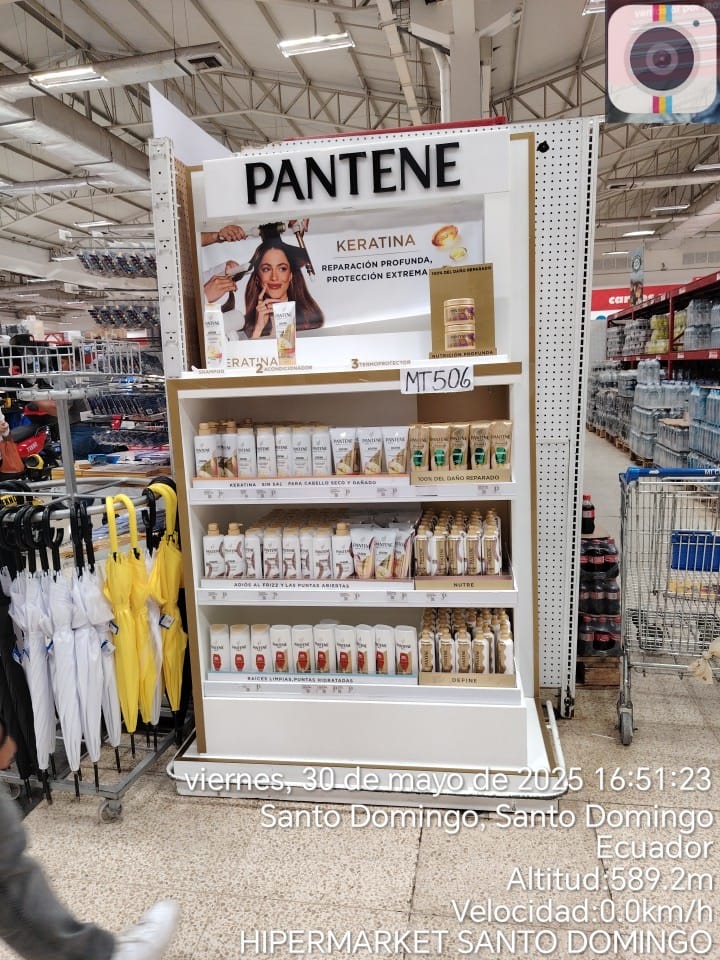 PANTENE
KERATINA
REPARACIÓN PROFUNDA,
PROTECCIÓN EXTREMA
100% DEL DAÑO REPARADO
NUTRICIÓN PROFUNDA
KERATINA
SHAMPOO 2 ACONDICIONADOR 3 TERMOPROTECTOR
MT506
KERATINA SIN SAL PARA CABELLO SECO Y DAÑADO
100% DEL DAÑO REPARADO
ADIÓS AL FRIZZ Y LAS PUNTAS ABIERTAS
NUTRE
RAÍCES LIMPIAS, PUNTAS HIDRATADAS
DEFINE
viernes, 30 de mayo de 2025 16:51:23
Santo Domingo, Santo Domingo
Ecuador
Altitud:589.2m
Velocidad:0.0km/h
HIPERMARKET SANTO DOMINGO